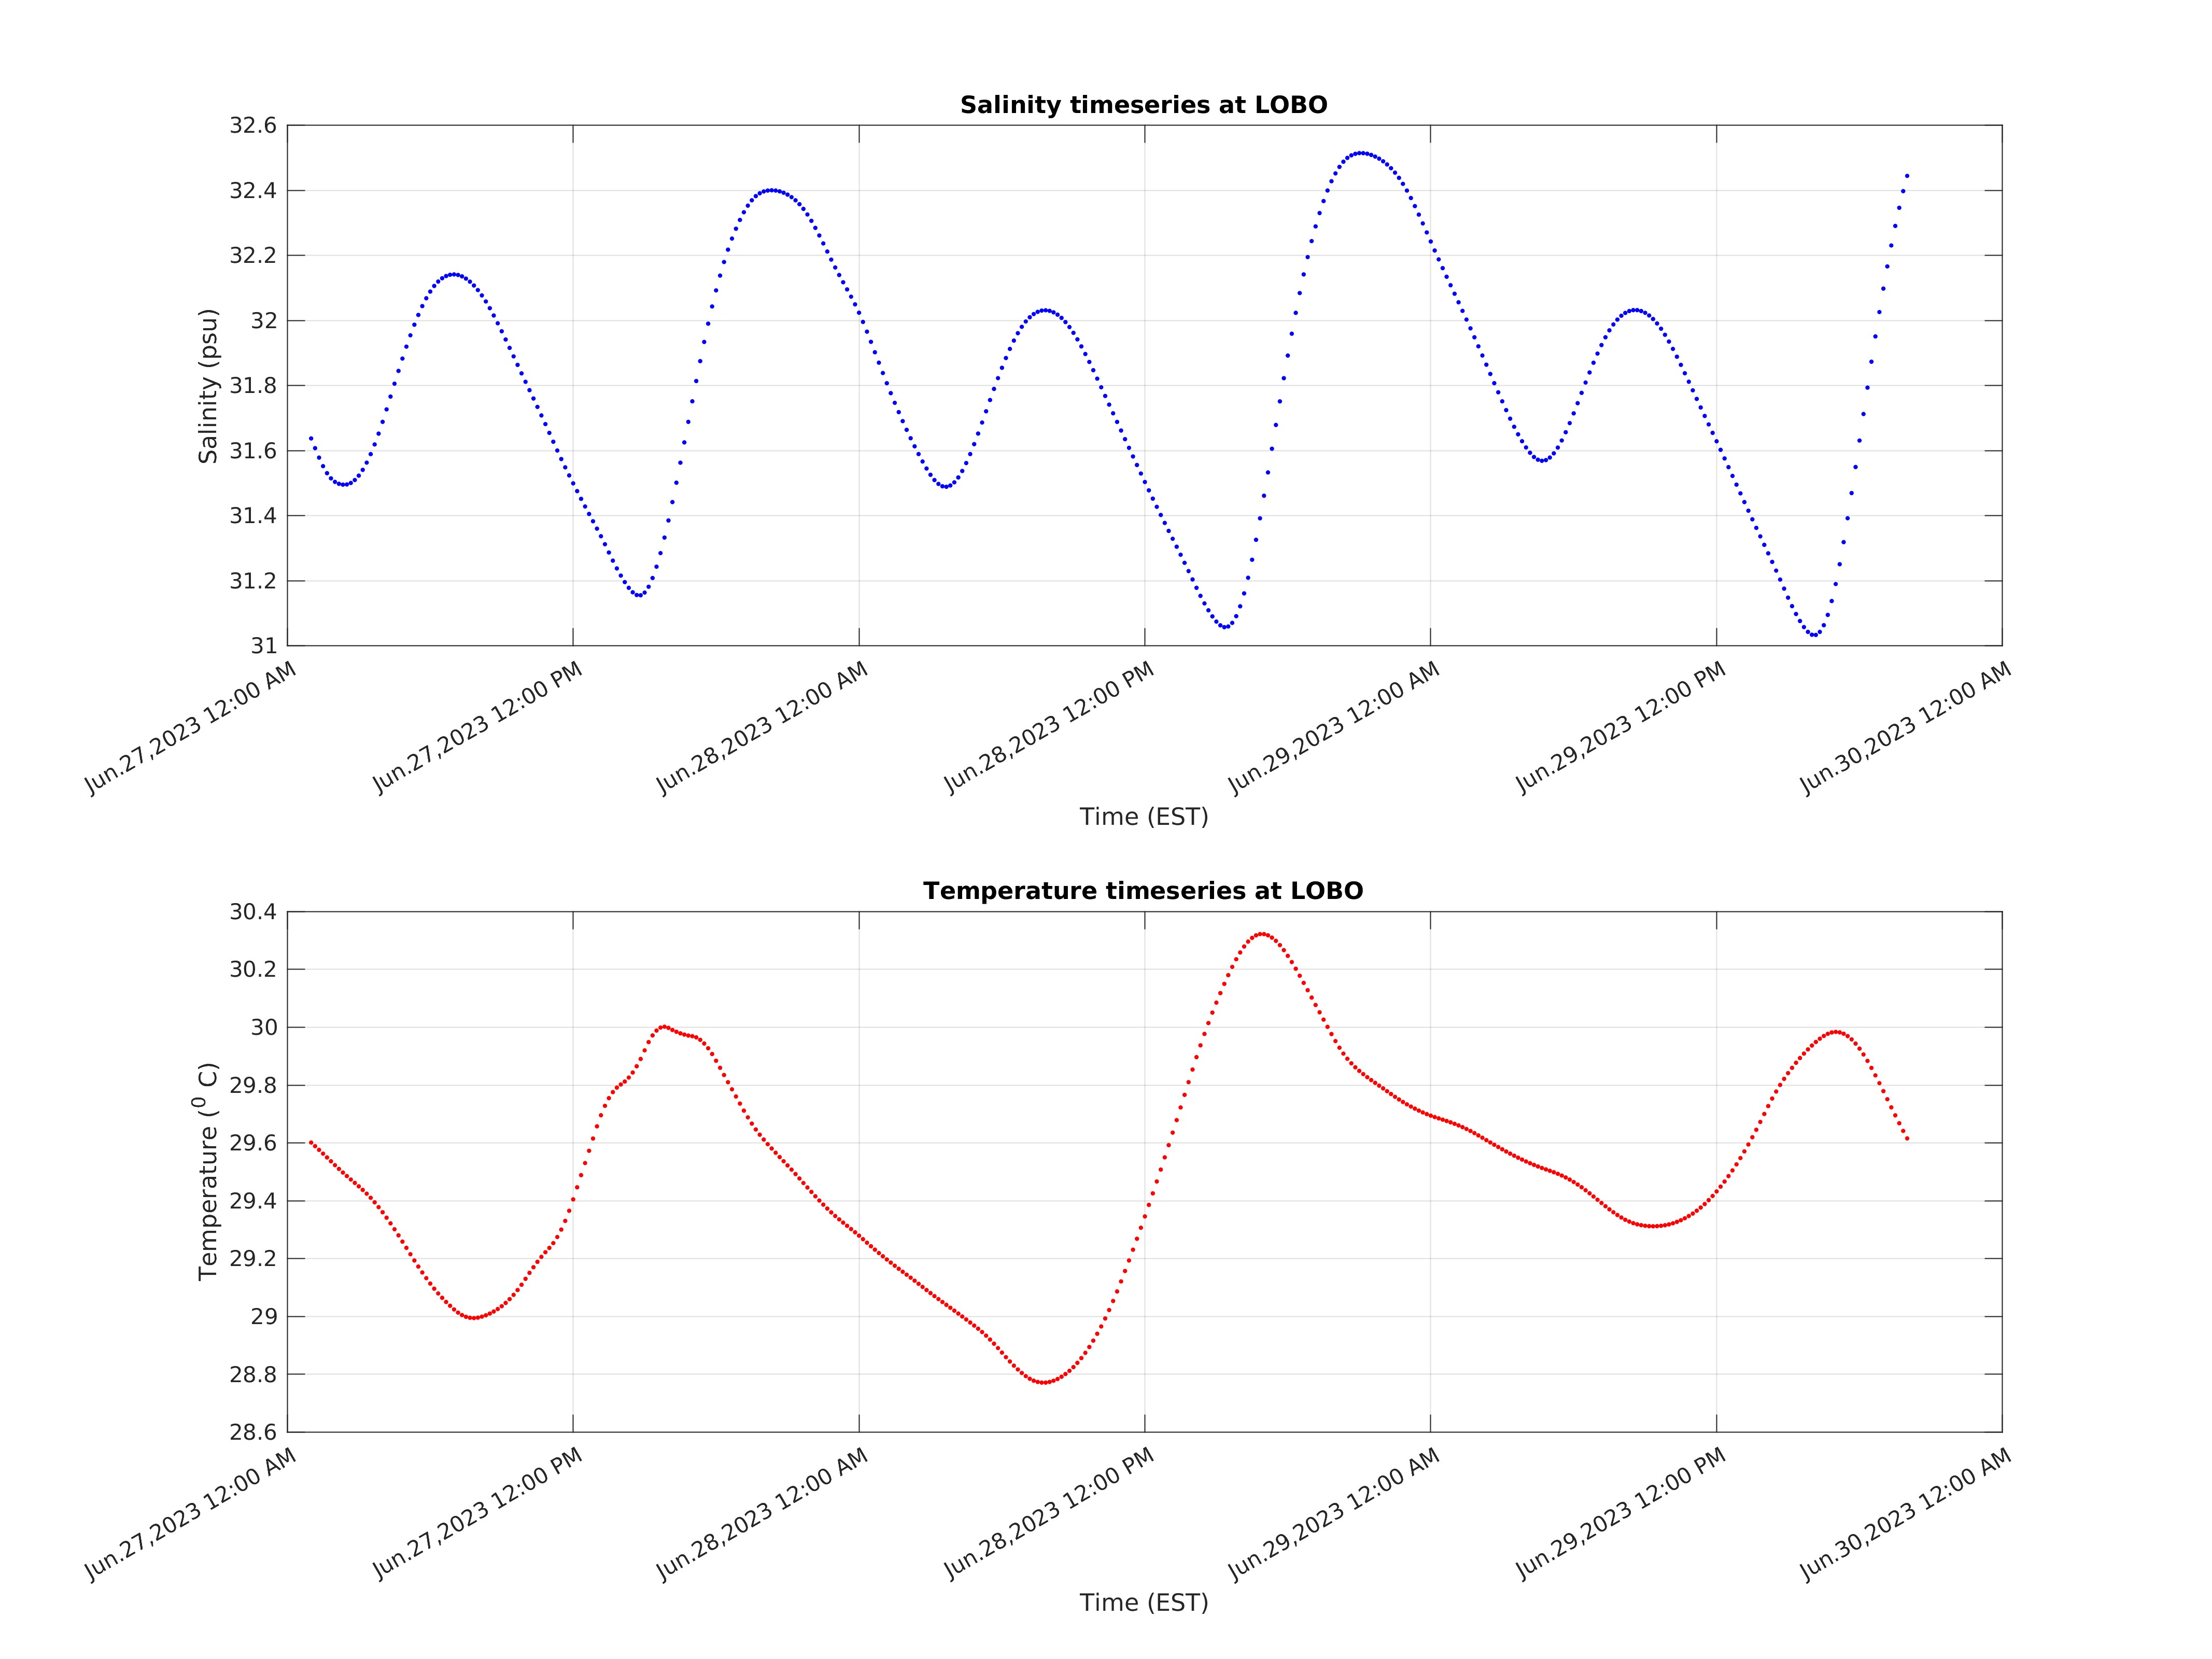 Salinity timeseries at LOBO
32.6
32.4
32.2
32
31.8
31.6
31.4
31.2
31
Salinity (psu)
Jun.27,2023 12:00 AM
Jun.27,2023 12:00 PM
Jun.28,2023 12:00 AM
Jun.28,2023 12:00 PM
Jun.29,2023 12:00 AM
Jun.29,2023 12:00 PM
Jun.30,2023 12:00 AM
Time (EST)
Temperature timeseries at LOBO
30.4
30.2
30
29.8
29.6
29.4
29.2
29
28.8
28.6
Temperature (⁰ C)
Jun.27,2023 12:00 AM
Jun.27,2023 12:00 PM
Jun.28,2023 12:00 AM
Jun.28,2023 12:00 PM
Jun.29,2023 12:00 AM
Jun.29,2023 12:00 PM
Jun.30,2023 12:00 AM
Time (EST)